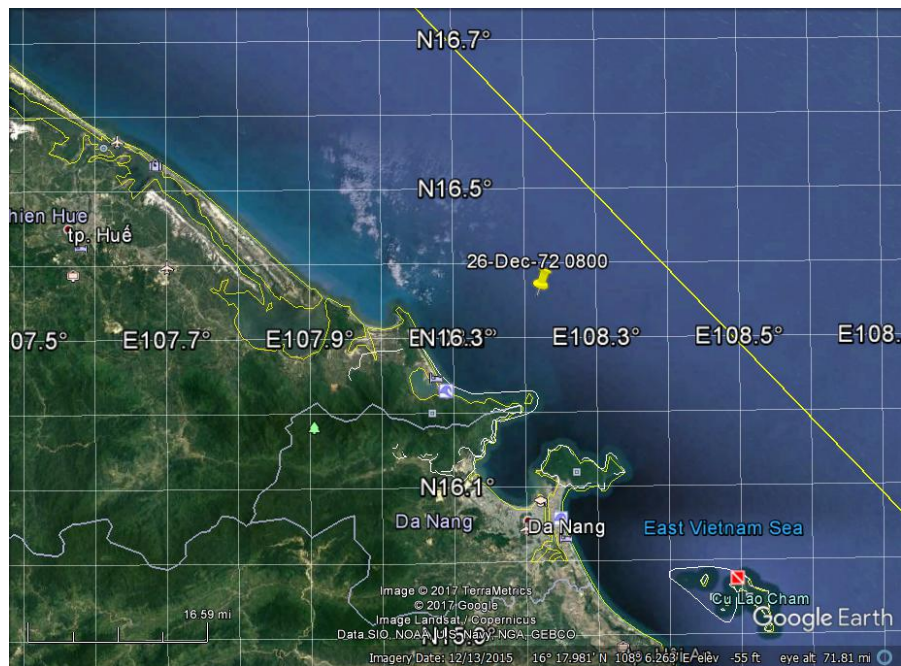 N16.7°
N16.5°
hien Hue
tp. Huế
26-Dec-72 0800
07.5°
E107.7°
E107.9°
N16.3°
E108.3°
E108.5°
E108.
N16.1°
Da Nang
Da Nang
East Vietnam Sea
Cu Lao Cham
16.59 mi
Image © 2017 TerraMetrics
© 2017 Google
Image Landsat / Copernicus
Data SIO, NOAA, U.S. Navy, NGA, GEBCO
Google Earth
Imagery Date: 12/13/2015 16° 17.981' N 108° 6.263' E elev -55 ft eye alt 71.81 mi